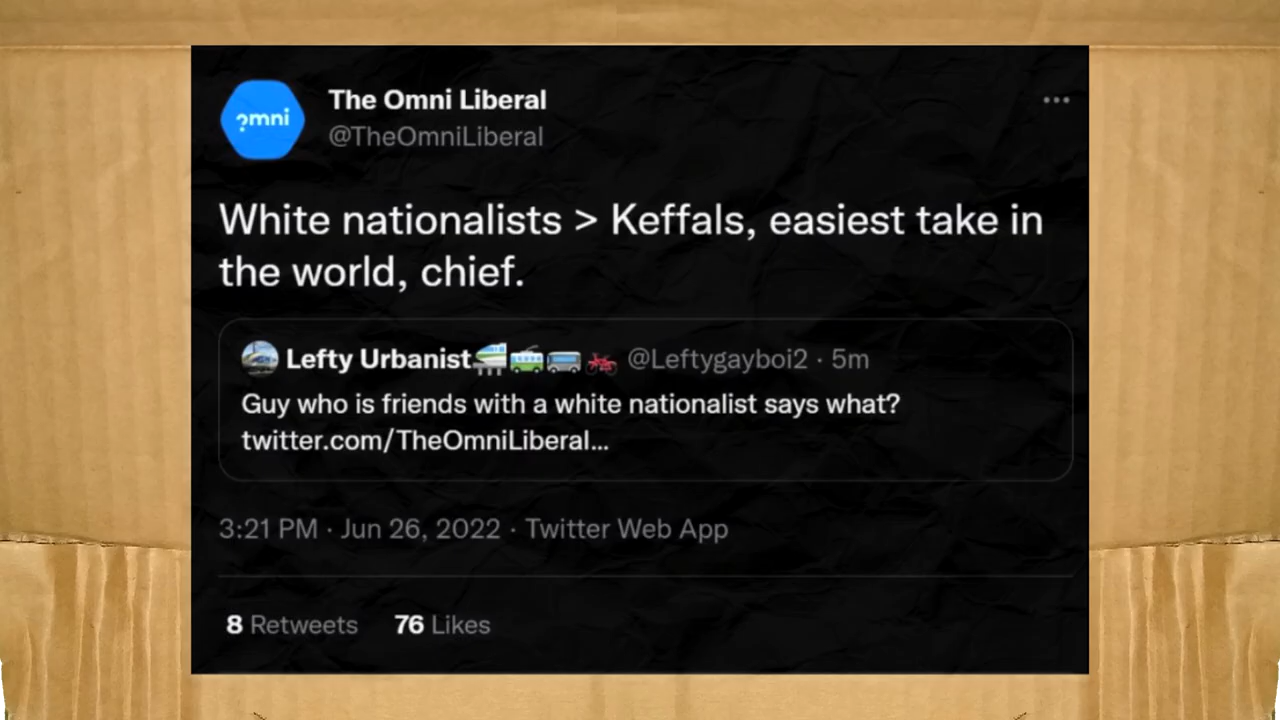 ?mni
The Omni Liberal
@TheOmniLiberal
White nationalists > Keffals, easiest take in
the world, chief.
Lefty Urbanist🚝🚎🚌🚲 @Leftygayboi2 · 5m
Guy who is friends with a white nationalist says what?
twitter.com/TheOmniLiberal...
3:21 PM · Jun 26, 2022 · Twitter Web App
8 Retweets 76 Likes